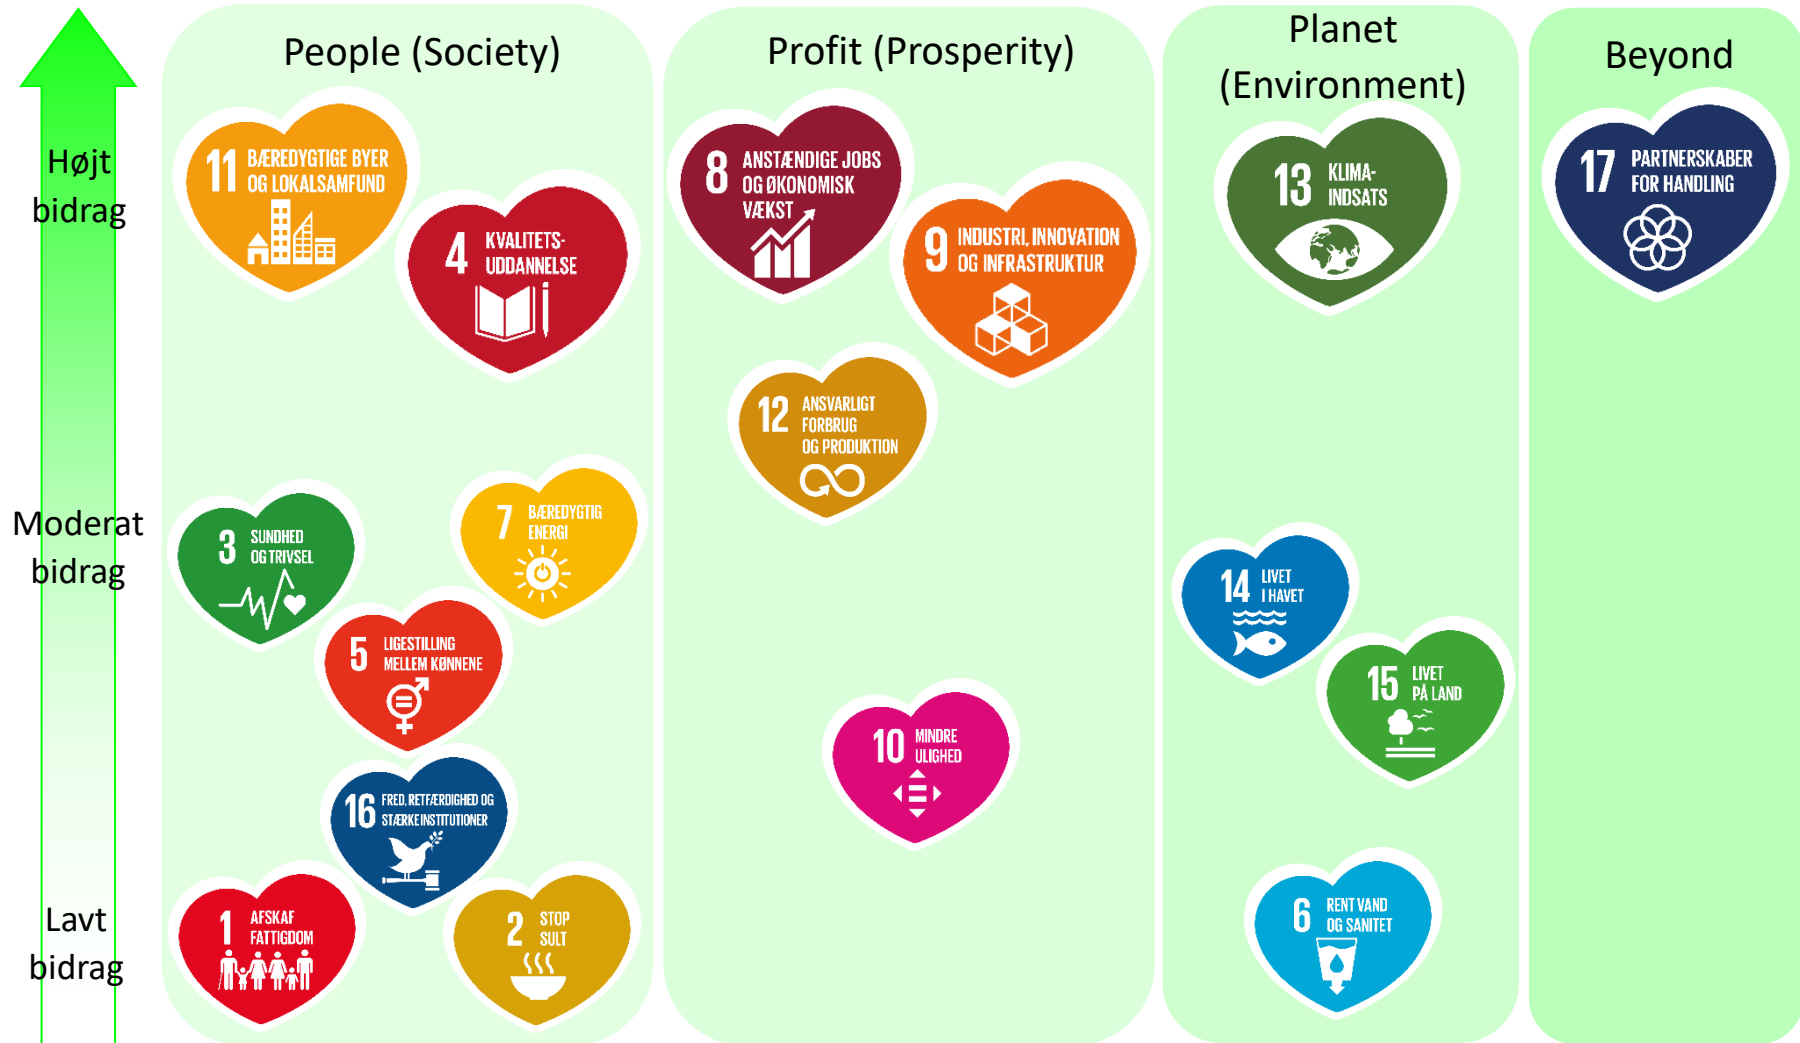 People (Society)
Profit (Prosperity)
Planet
(Environment)
Beyond
Højt
bidrag
Moderat
bidrag
Lavt
bidrag
11 BÆREDYGTIGE BYER
OG LOKALSAMFUND
4 KVALITETS-
UDDANNELSE
3 SUNDHED
OG TRIVSEL
7 BÆREDYGTIG
ENERGI
5 LIGESTILLING
MELLEM KØNNENE
16 FRED, RETFÆRDIGHED OG
STÆRKE INSTITUTIONER
1 AFSKAF
FATTIGDOM
2 STOP
SULT
8 ANSTÆNDIGE JOBS
OG ØKONOMISK
VÆKST
9 INDUSTRI, INNOVATION
OG INFRASTRUKTUR
12 ANSVARLIGT
FORBRUG
OG PRODUKTION
10 MINDRE
ULIGHED
13 KLIMA-
INDSATS
14 LIVET
I HAVET
15 LIVET
PÅ LAND
6 RENT VAND
OG SANITET
17 PARTNERSKABER
FOR HANDLING